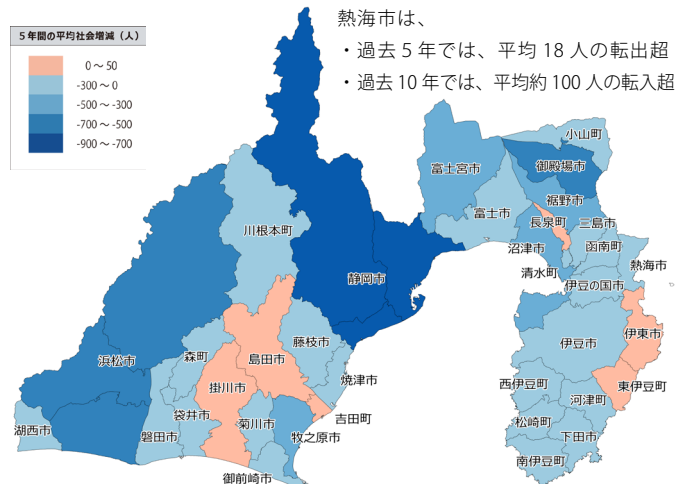 5年間の平均社会増減(人)
0～50
-300～0
-500～-300
-700～-500
-900～-700
熱海市は、
・過去5年では、平均18人の転出超
・過去10年では、平均約100人の転入超
小山町
御殿場市
富士宮市
裾野市
富士市
長泉町
三島市
沼津市
函南町
清水町
熱海市
伊豆の国市
川根本町
静岡市
伊東市
伊豆市
藤枝市
森町
島田市
浜松市
焼津市
西伊豆町
東伊豆町
掛川市
河津町
袋井市
菊川市
吉田町
松崎町
湖西市
磐田市
牧之原市
下田市
南伊豆町
御前崎市